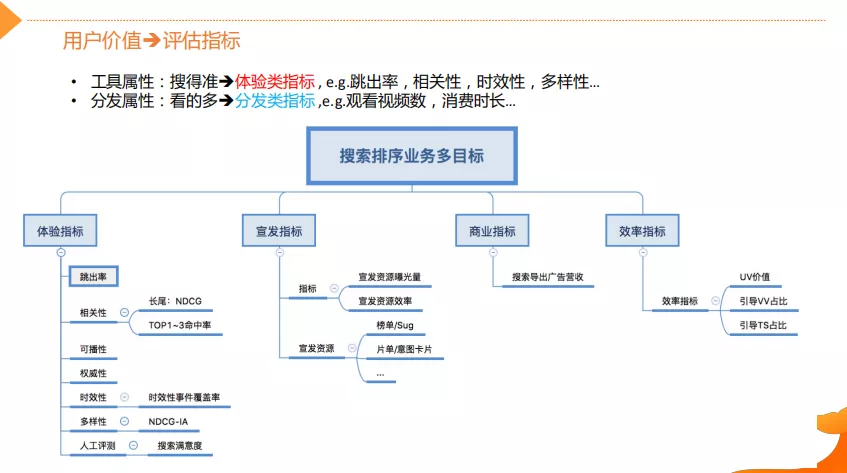 用户价值➔评估指标
• 工具属性：搜得准➔体验类指标, e.g.跳出率，相关性，时效性，多样性...
• 分发属性：看的多➔分发类指标,e.g.观看视频数，消费时长...
搜索排序业务多目标
体验指标
宣发指标
商业指标
效率指标
跳出率
相关性
长尾：NDCG
TOP1~3命中率
可播性
权威性
时效性
时效性事件覆盖率
多样性
NDCG-IA
人工评测
搜索满意度
指标
宣发资源曝光量
宣发资源效率
宣发资源
榜单/Sug
片单/意图卡片
...
搜索导出广告营收
效率指标
UV价值
引导VV占比
引导TS占比